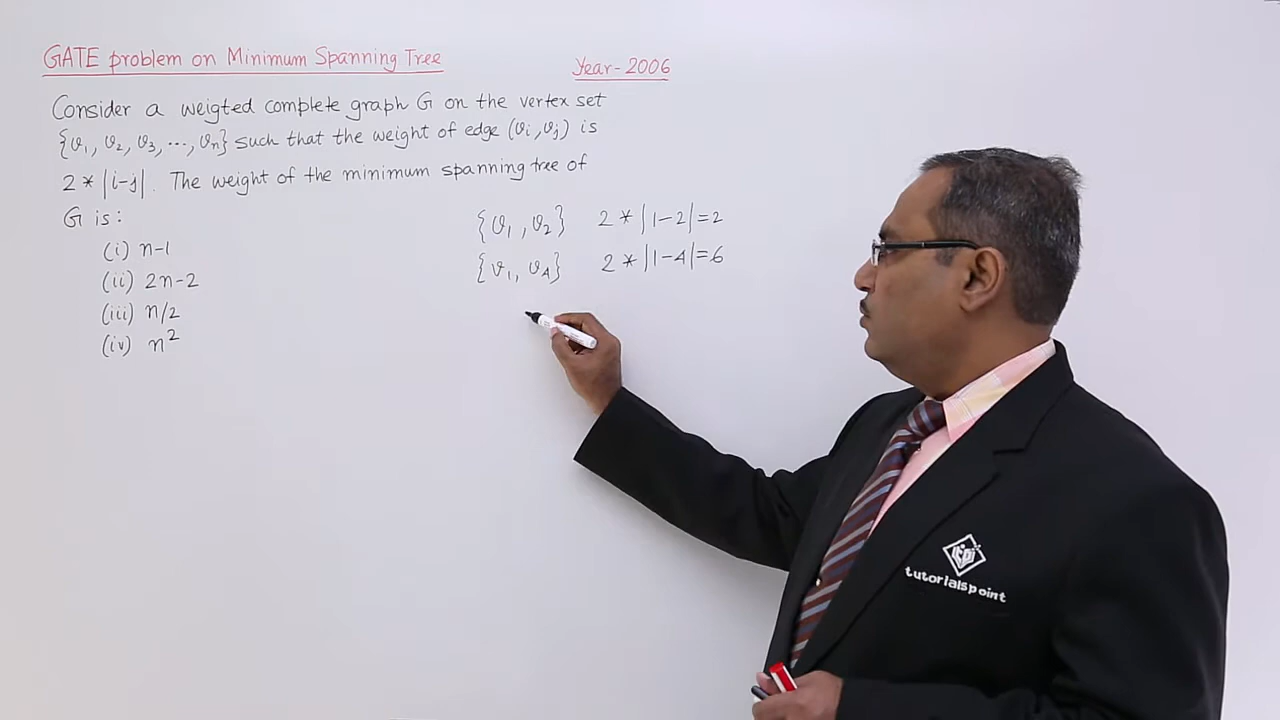 GATE problem on Minimum Spanning Tree
Year-2006
Consider a weigted complete graph G on the vertex set
{v₁, v₂, v₃, ..., vₙ} such that the weight of edge (vi, vj) is
2 * |i-j|. The weight of the minimum spanning tree of
G is:
(i) n-1
(ii) 2n-2
(iii) n/2
(iv) n²
{v₁, v₂} 2 * |1-2| = 2
{v₁, v₄} 2 * |1-4| = 6
tutorialspoint